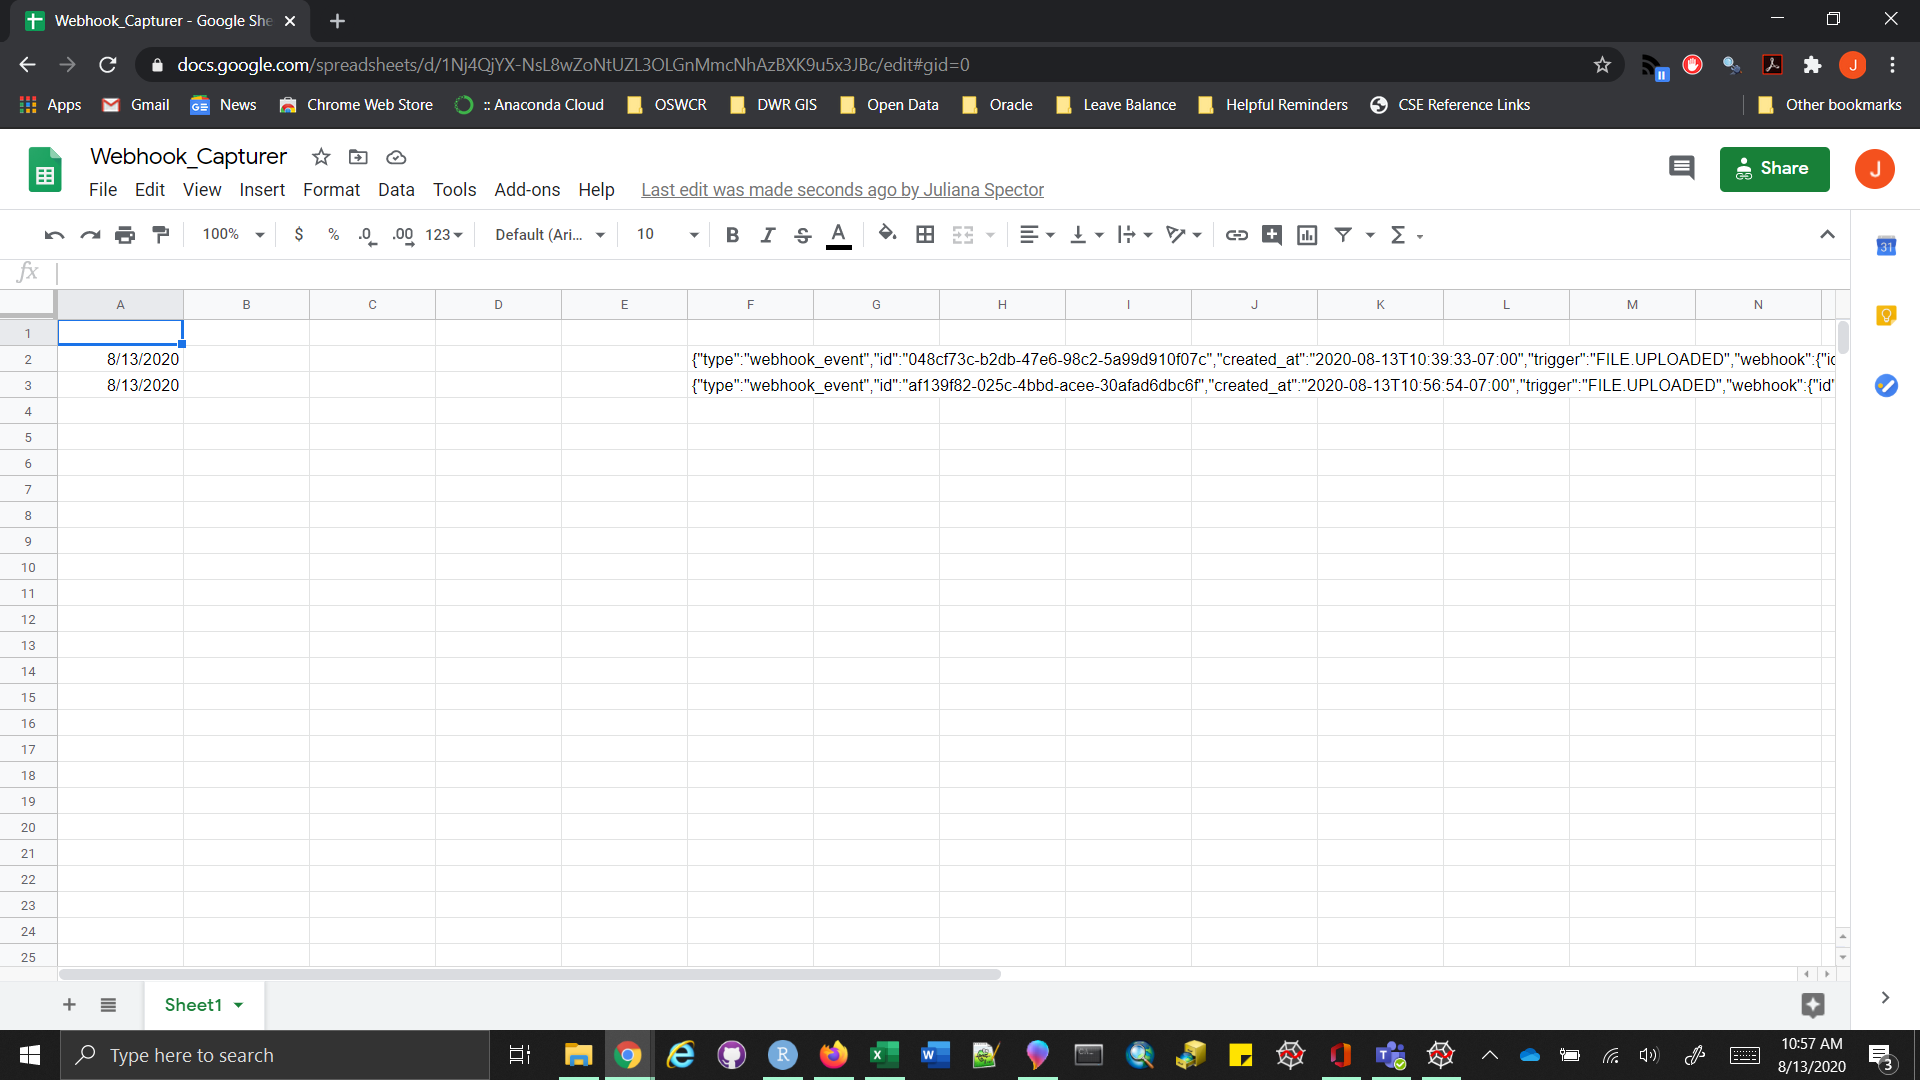 Webhook_Capturer - Google She
docs.google.com/spreadsheets/d/1Nj4QjYX-NsL8wZoNtUZL3OLGnMmcNhAzBXK9u5x3JBc/edit#gid=0
J
Apps Gmail News Chrome Web Store :: Anaconda Cloud OSWCR DWR GIS Open Data Oracle Leave Balance Helpful Reminders CSE Reference Links Other bookmarks
Webhook_Capturer
Share
J
File Edit View Insert Format Data Tools Add-ons Help Last edit was made seconds ago by Juliana Spector
100% $ % .0 .00 123 Default (Ari... 10 B I S A Σ
31
fx
A B C D E F G H I J K L M N
1
2 8/13/2020 {"type":"webhook_event","id":"048cf73c-b2db-47e6-98c2-5a99d910f07c","created_at":"2020-08-13T10:39:33-07:00","trigger":"FILE.UPLOADED","webhook":{"id
3 8/13/2020 {"type":"webhook_event","id":"af139f82-025c-4bbd-acee-30afad6dbc6f","created_at":"2020-08-13T10:56:54-07:00","trigger":"FILE.UPLOADED","webhook":{"id"
4
5
6
7
8
9
10
11
12
13
14
15
16
17
18
19
20
21
22
23
24
25
Sheet1
Type here to search
10:57 AM
8/13/2020
3